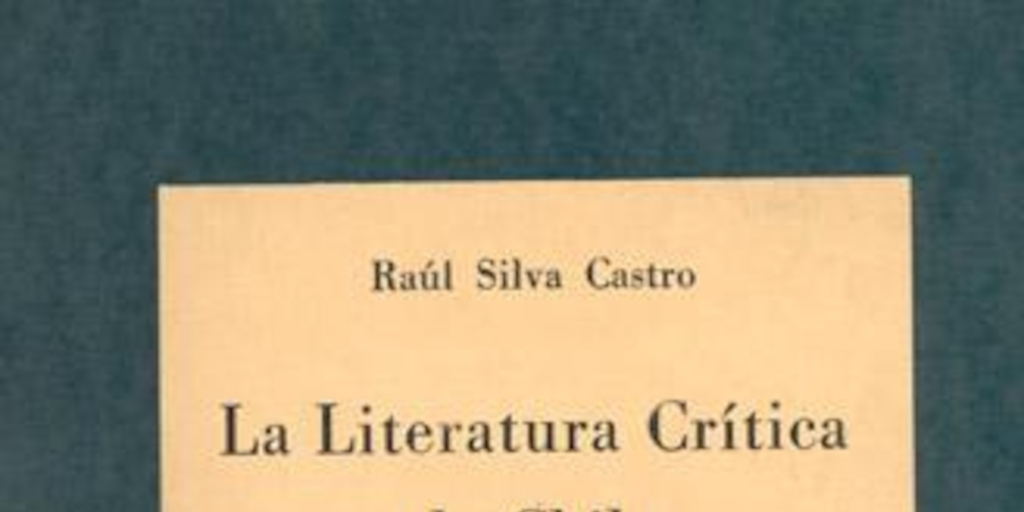 Raúl Silva Castro
La Literatura Crítica